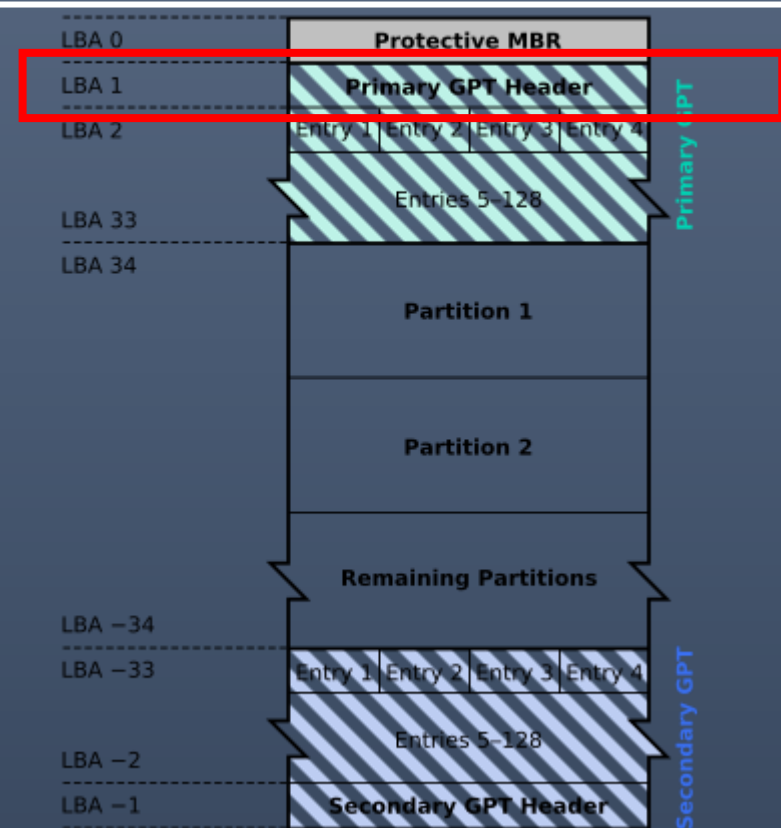 LBA 0
Protective MBR
LBA 1
Primary GPT Header
LBA 2
Entry 1 Entry 2 Entry 3 Entry 4
Entries 5–128
LBA 33
LBA 34
Primary GPT
Partition 1
Partition 2
Remaining Partitions
LBA −34
LBA −33
Entry 1 Entry 2 Entry 3 Entry 4
Entries 5–128
LBA −2
LBA −1
Secondary GPT Header
Secondary GPT